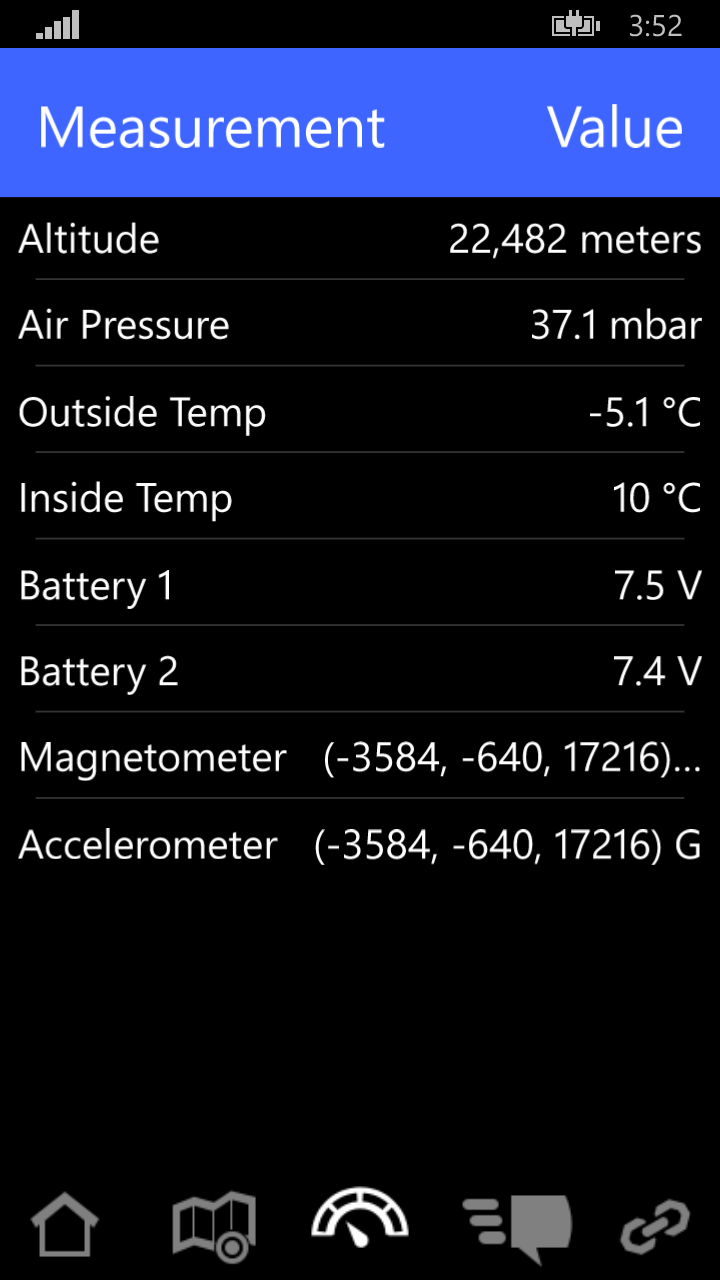 3:52
Measurement Value
Altitude 22,482 meters
Air Pressure 37.1 mbar
Outside Temp -5.1 °C
Inside Temp 10 °C
Battery 1 7.5 V
Battery 2 7.4 V
Magnetometer (-3584, -640, 17216)...
Accelerometer (-3584, -640, 17216) G